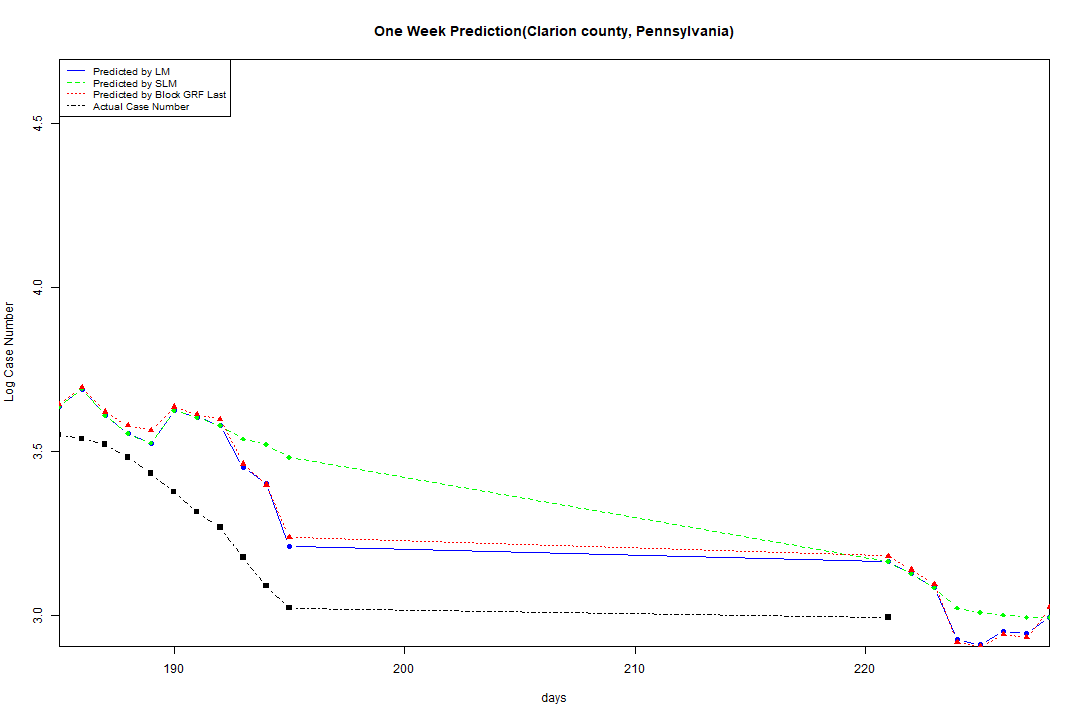 One Week Prediction(Clarion county, Pennsylvania)
Predicted by LM
Predicted by SLM
Predicted by Block GRF Last
Actual Case Number
4.5
4.0
3.5
3.0
Log Case Number
190
200
210
220
days